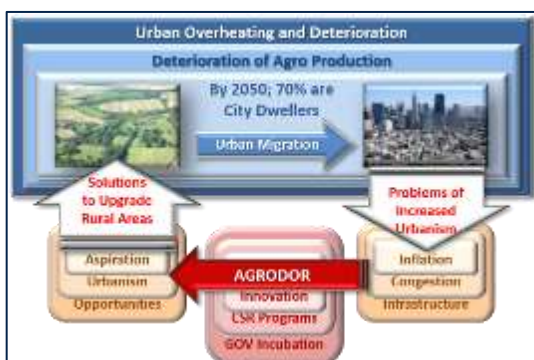 Urban Overheating and Deterioration
Deterioration of Agro Production
By 2050; 70% are
City Dwellers
Urban Migration
Solutions
to Upgrade
Rural Areas
Problems of
Increased
Urbanism
Aspiration
Urbanism
Opportunities
AGRODOR
Innovation
CSR Programs
GOV Incubation
Inflation
Congestion
Infrastructure